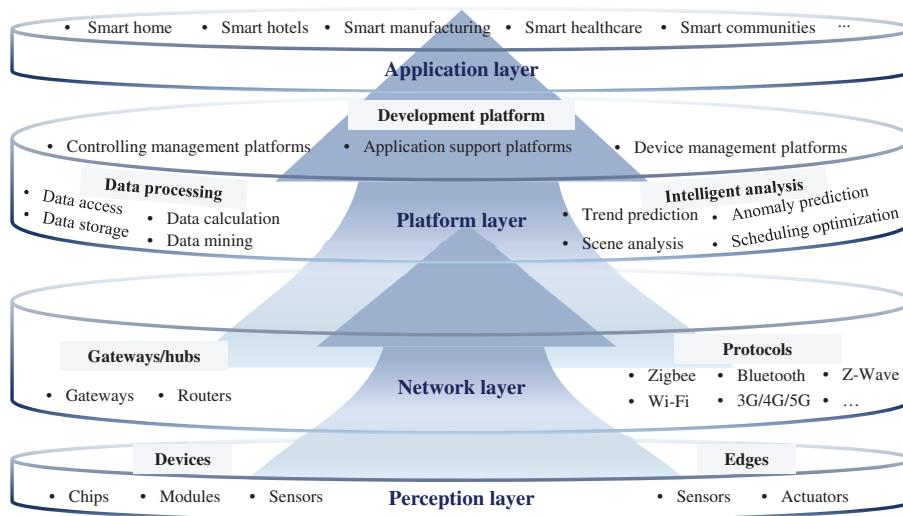 • Smart home • Smart hotels • Smart manufacturing • Smart healthcare • Smart communities ...
Application layer
Development platform
• Controlling management platforms • Application support platforms • Device management platforms
Data processing
• Data access
• Data storage
• Data calculation
• Data mining
Platform layer
Intelligent analysis
• Trend prediction • Anomaly prediction
• Scene analysis • Scheduling optimization
Gateways/hubs
• Gateways • Routers
Network layer
Protocols
• Zigbee • Bluetooth • Z-Wave
• Wi-Fi • 3G/4G/5G • …
Devices
• Chips • Modules • Sensors
Perception layer
Edges
• Sensors • Actuators